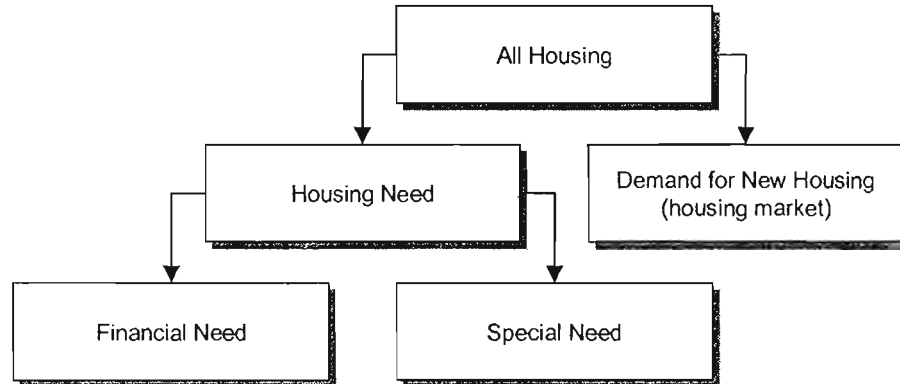 All Housing
Housing Need
Demand for New Housing
(housing market)
Financial Need
Special Need